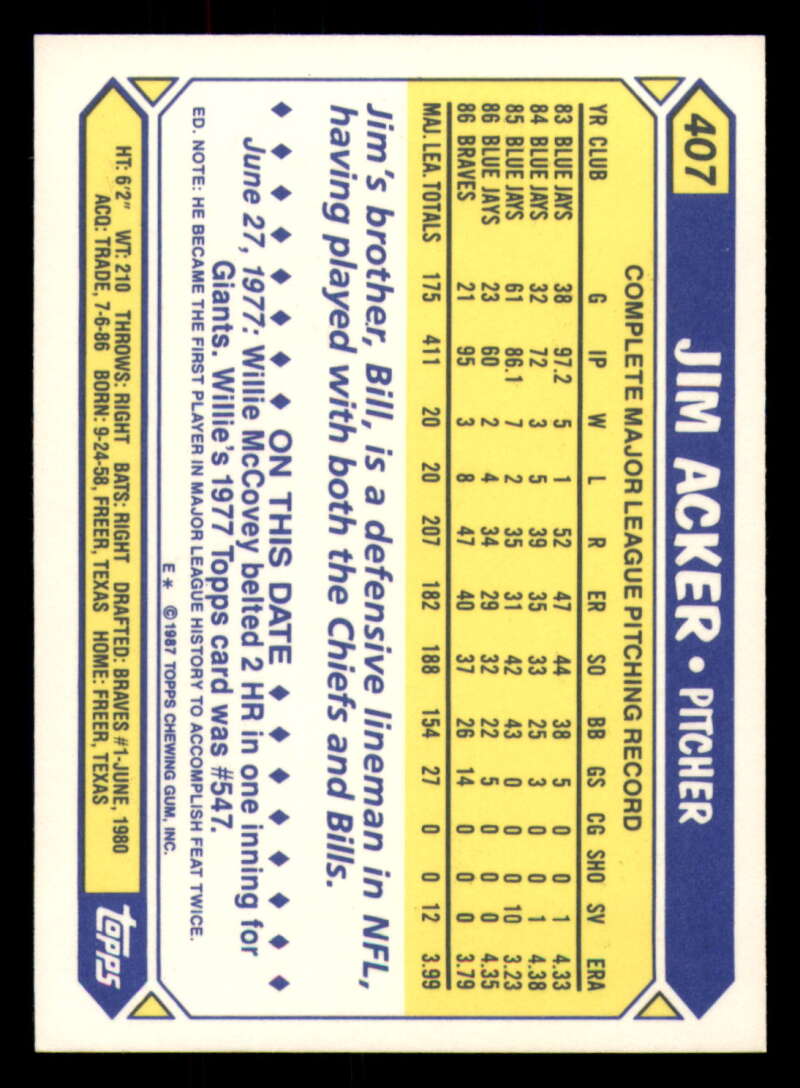 407 JIM ACKER • PITCHER
COMPLETE MAJOR LEAGUE PITCHING RECORD
YR CLUB G IP W L R ER SO BB GS CG SHO SV ERA
83 BLUE JAYS 38 97.2 5 1 52 47 44 38 5 0 0 1 4.33
84 BLUE JAYS 32 72 3 5 39 35 33 25 3 0 0 1 4.38
85 BLUE JAYS 61 86.1 7 2 35 31 42 43 0 0 0 10 3.23
86 BLUE JAYS 23 60 2 4 34 29 32 22 5 0 0 0 4.35
86 BRAVES 21 95 3 8 47 40 37 26 14 0 0 0 3.79
MAJ. LEA. TOTALS 175 411 20 20 207 182 188 154 27 0 0 12 3.99
Jim's brother, Bill, is a defensive lineman in NFL,
having played with both the Chiefs and Bills.
◆ ◆ ◆ ◆ ◆ ◆ ◆ ◆ ON THIS DATE ◆ ◆ ◆ ◆ ◆ ◆ ◆ ◆
June 27, 1977: Willie McCovey belted 2 HR in one inning for
Giants. Willie's 1977 Topps card was #547.
ED. NOTE: HE BECAME THE FIRST PLAYER IN MAJOR LEAGUE HISTORY TO ACCOMPLISH FEAT TWICE.
E* © 1987 TOPPS CHEWING GUM, INC.
HT: 6'2" WT: 210 THROWS: RIGHT BATS: RIGHT DRAFTED: BRAVES #1-JUNE, 1980
ACQ: TRADE, 7-6-86 BORN: 9-24-58, FREER, TEXAS HOME: FREER, TEXAS
topps